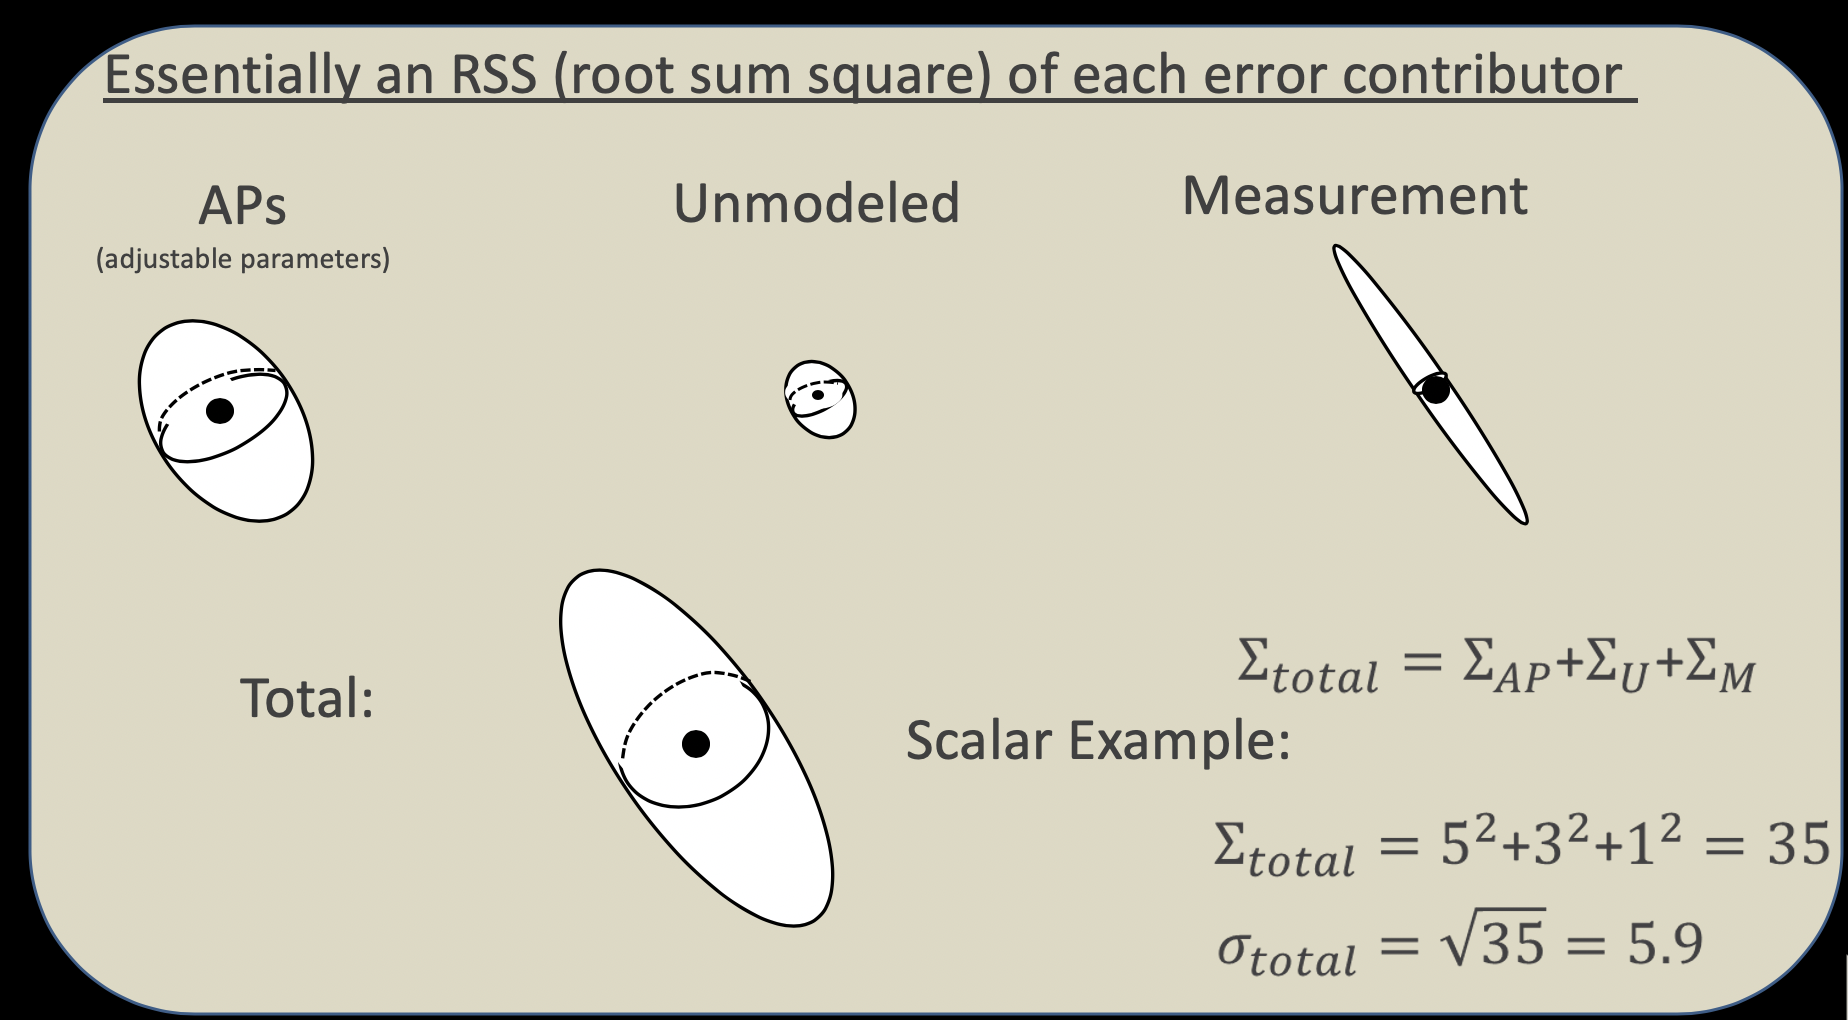 Essentially an RSS (root sum square) of each error contributor
APs
(adjustable parameters)
Unmodeled
Measurement
Total:
Σ_total = Σ_AP+Σ_U+Σ_M
Scalar Example:
Σ_total = 5²+3²+1² = 35
σ_total = √35 = 5.9